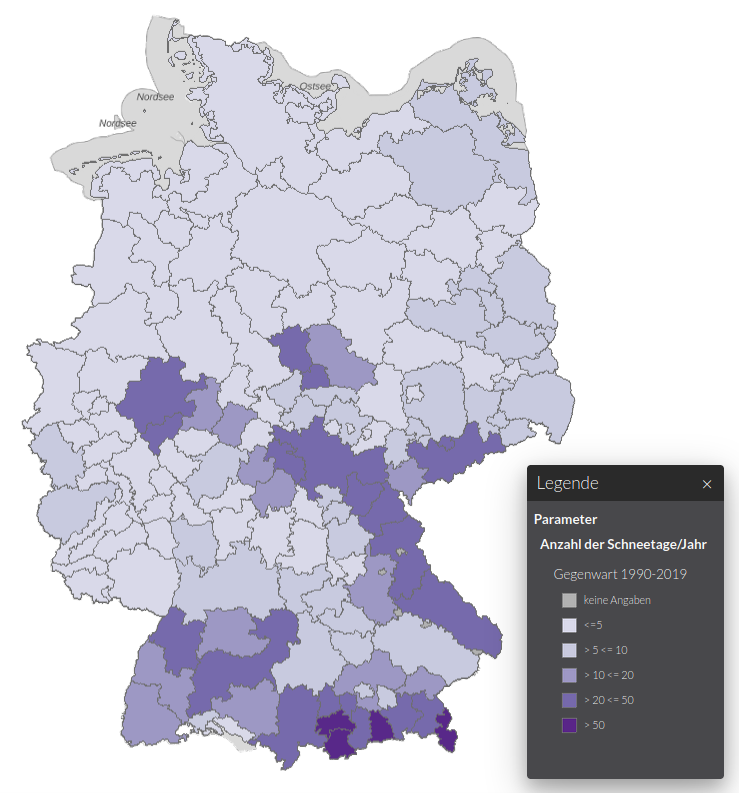 Ostsee
Nordsee
Nordsee
Legende ×
Parameter
Anzahl der Schneetage/Jahr
Gegenwart 1990-2019
keine Angaben
<=5
> 5 <= 10
> 10 <= 20
> 20 <= 50
> 50